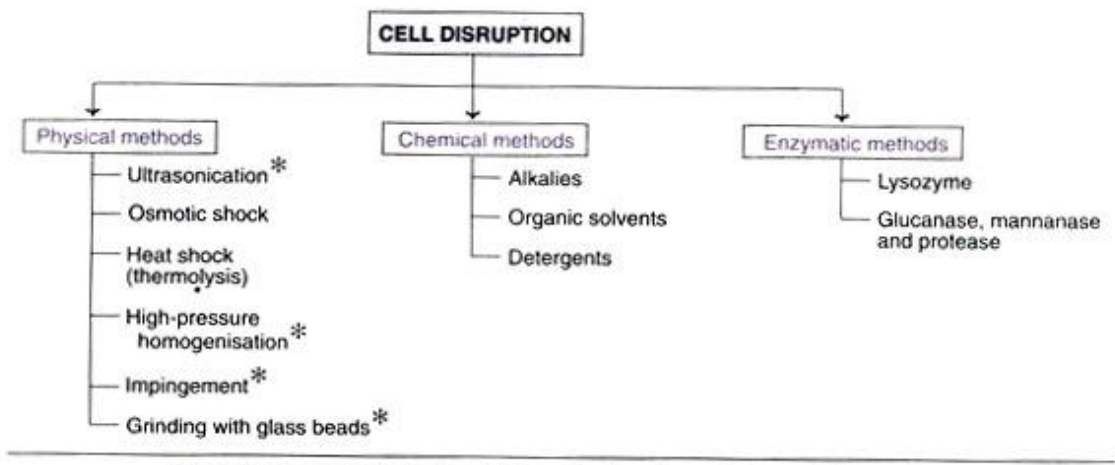 CELL DISRUPTION
Physical methods
Ultrasonication*
Osmotic shock
Heat shock
(thermolysis)
High-pressure
homogenisation*
Impingement*
Grinding with glass beads*
Chemical methods
Alkalies
Organic solvents
Detergents
Enzymatic methods
Lysozyme
Glucanase, mannanase
and protease